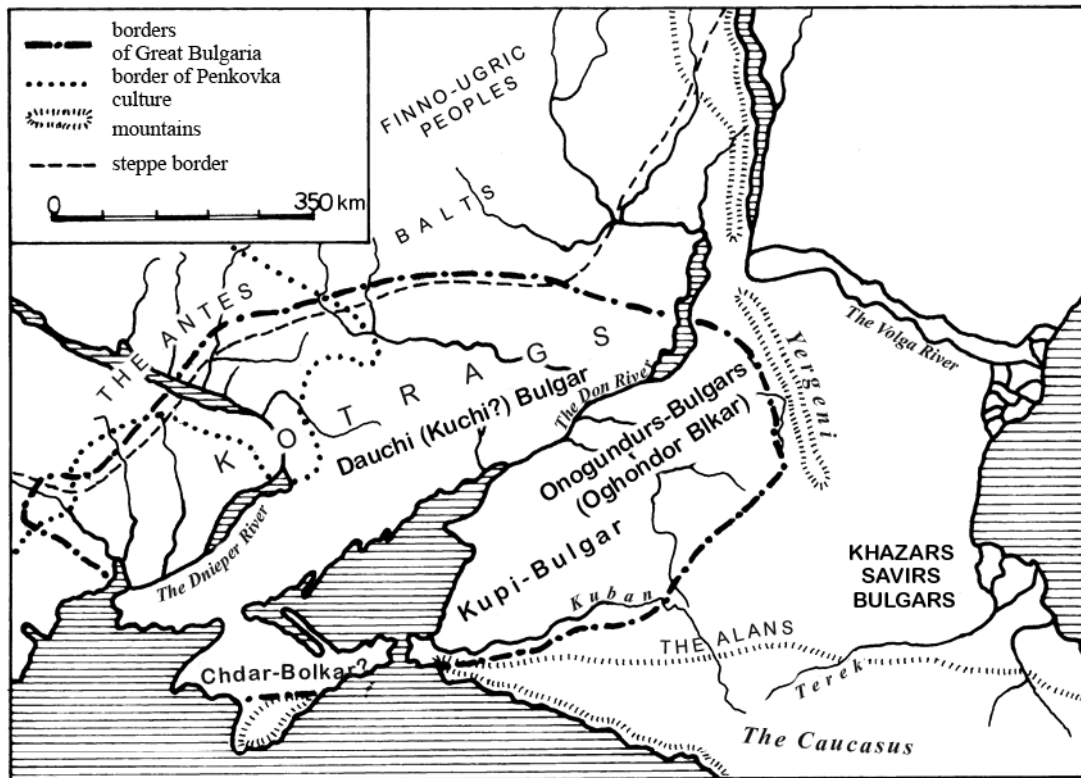 borders
of Great Bulgaria
border of Penkovka
culture
mountains
steppe border
0 350 km
FINNO-UGRIC
PEOPLES
BALTS
THE ANTES
KOTRAGS
Dauchi (Kuchi?) Bulgar
The Don River
The Volga River
Yergeni
Onogundurs-Bulgars
(Oghondor Blkar)
Kupi-Bulgar
The Dnieper River
Kuban
KHAZARS
SAVIRS
BULGARS
THE ALANS
Chdar-Bolkar?
Terek
The Caucasus